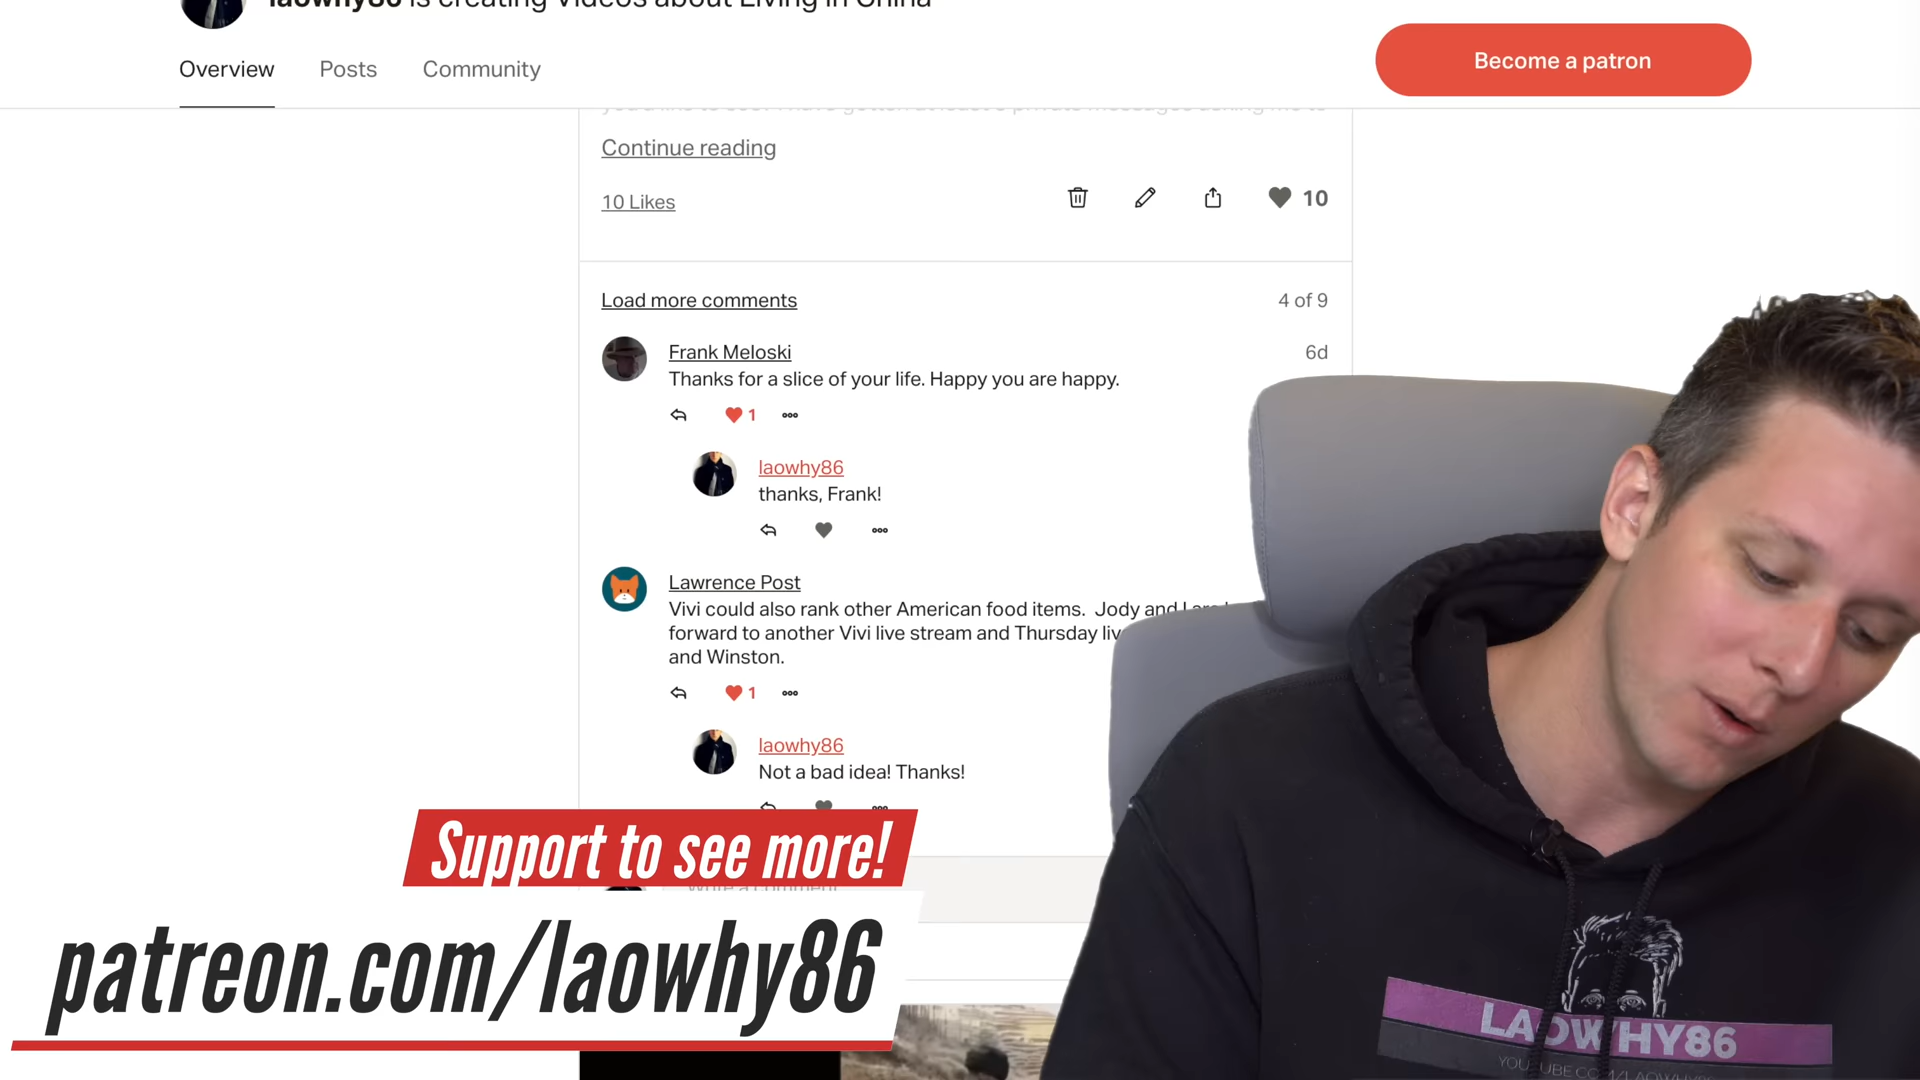 laowhy86 is creating Videos about Living in China
Overview Posts Community
Become a patron
Continue reading
10 Likes
10
Load more comments
4 of 9
Frank Meloski
6d
Thanks for a slice of your life. Happy you are happy.
1
laowhy86
thanks, Frank!
Lawrence Post
Vivi could also rank other American food items. Jody and
forward to another Vivi live stream and Thursday
and Winston.
1
laowhy86
Not a bad idea! Thanks!
Support to see more!
Write a comment
patreon.com/laowhy86
LAOWHY86